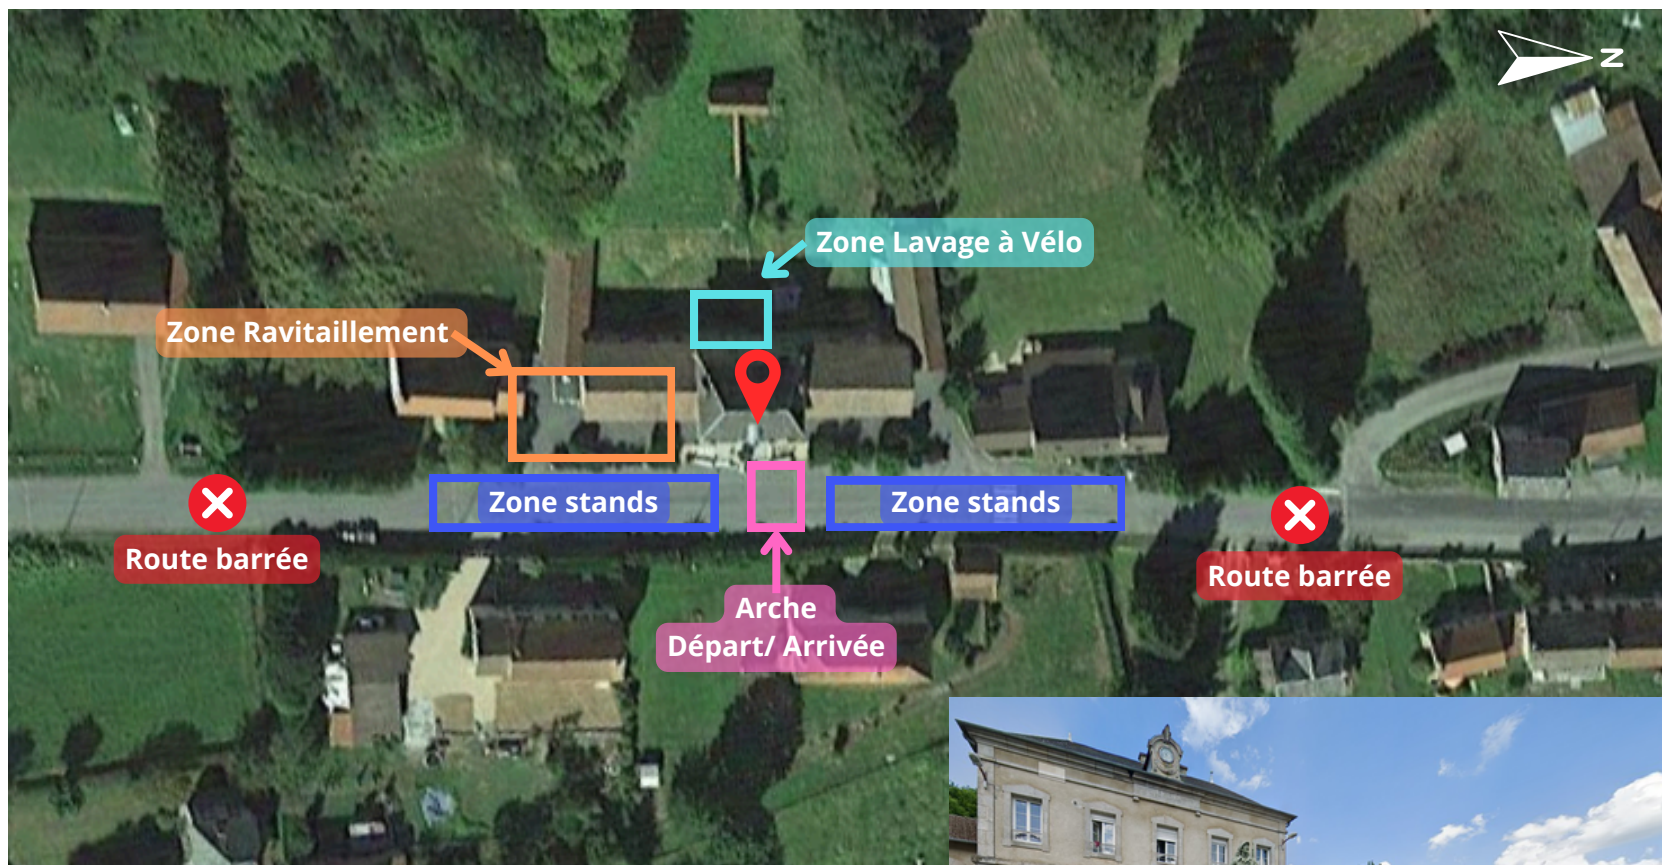 N
Zone Lavage à Vélo
Zone Ravitaillement
Zone stands
Zone stands
Route barrée
Route barrée
Arche
Départ/ Arrivée